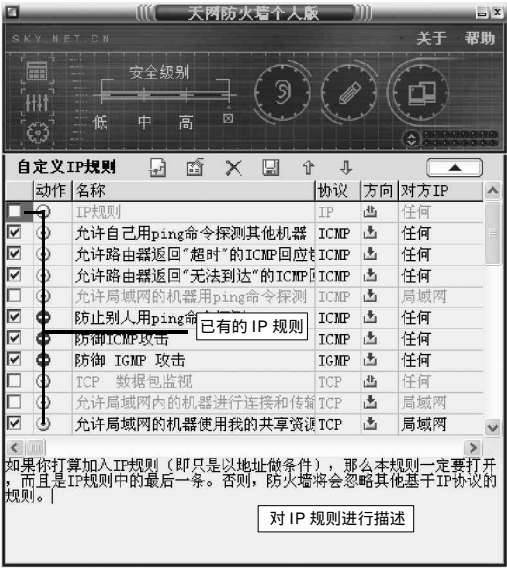 天网防火墙个人版
SKY.NET.CN
关于 帮助
安全级别
低 中 高
自定义IP规则
动作 名称 协议 方向 对方IP
IP规则 IP 任何
允许自己用ping命令探测其他机器 ICMP 任何
允许路由器返回"超时"的ICMP回应 ICMP 任何
允许路由器返回"无法到达"的ICMP ICMP 任何
允许局域网的机器用ping命令探测 ICMP 局域网
防止别人用ping命 ICMP 任何
已有的 IP 规则
防御ICMP攻击 ICMP 任何
防御 IGMP 攻击 IGMP 任何
TCP 数据包监视 TCP 任何
允许局域网内的机器进行连接和传输 TCP 局域网
允许局域网的机器使用我的共享资源 TCP 局域网
如果你打算加入IP规则（即只是以地址做条件），那么本规则一定要打开
，而且是IP规则中的最后一条。否则，防火墙将会忽略其他基于IP协议的
规则。
对 IP 规则进行描述